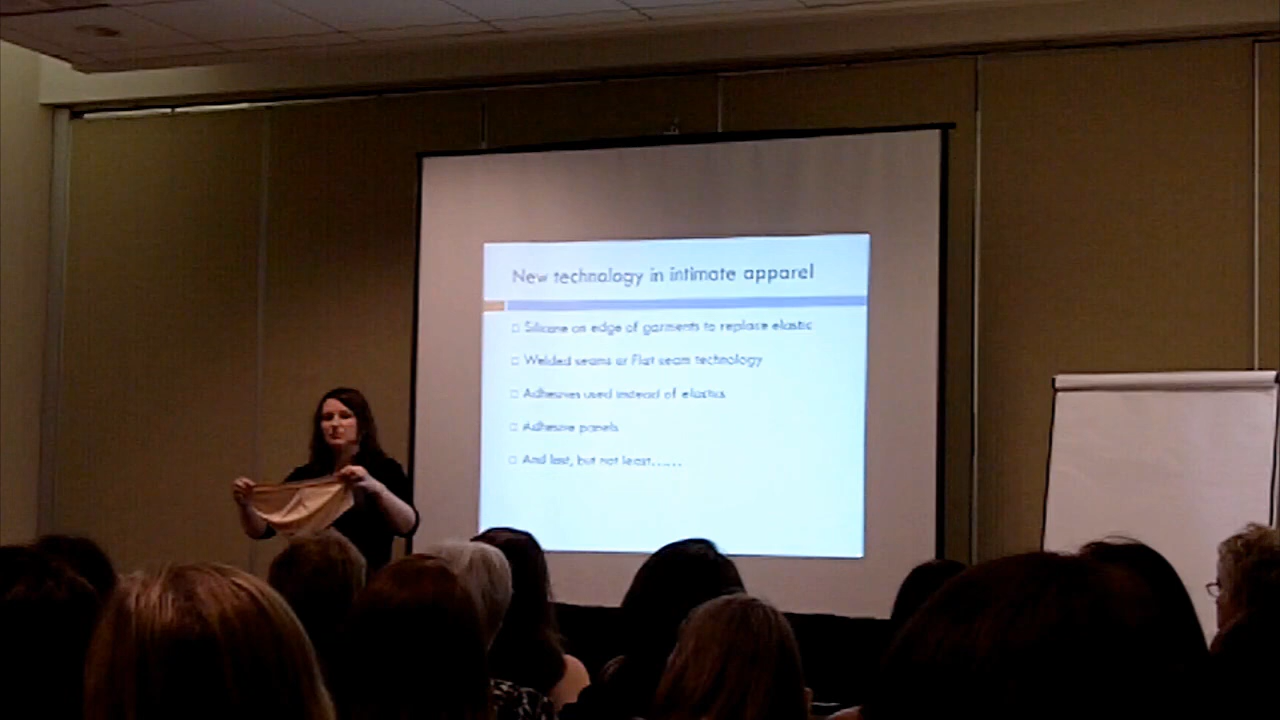 New technology in intimate apparel
Silicone on edge of garments to replace elastic
Welded seams or Flat seam technology
Adhesives used instead of elastics
Adhesive panels
And last, but not least......